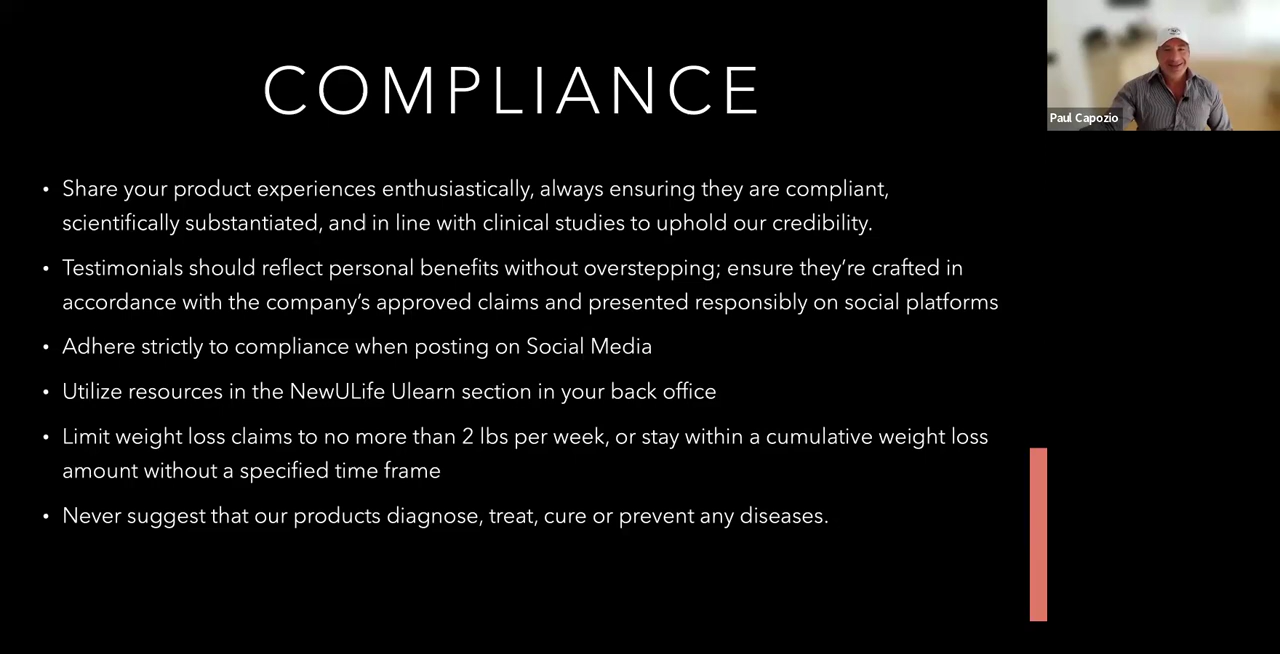 COMPLIANCE
Paul Capozio
• Share your product experiences enthusiastically, always ensuring they are compliant,
scientifically substantiated, and in line with clinical studies to uphold our credibility.
• Testimonials should reflect personal benefits without overstepping; ensure they’re crafted in
accordance with the company’s approved claims and presented responsibly on social platforms
• Adhere strictly to compliance when posting on Social Media
• Utilize resources in the NewULife Ulearn section in your back office
• Limit weight loss claims to no more than 2 lbs per week, or stay within a cumulative weight loss
amount without a specified time frame
• Never suggest that our products diagnose, treat, cure or prevent any diseases.